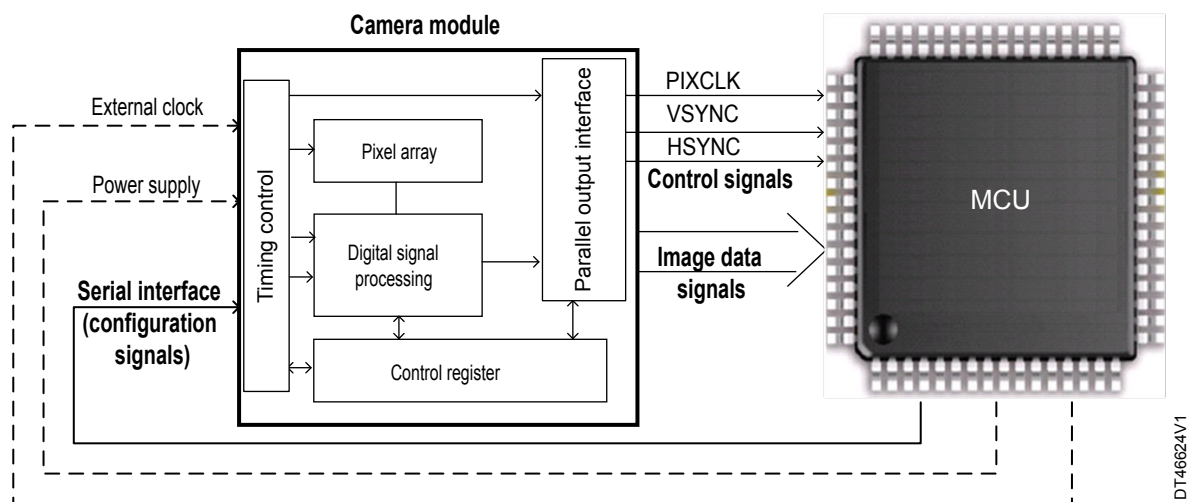 Camera module
External clock
Power supply
Serial interface
(configuration
signals)
Timing control
Pixel array
Digital signal
processing
Control register
Parallel output interface
PIXCLK
VSYNC
HSYNC
Control signals
Image data
signals
MCU
DT46624V1